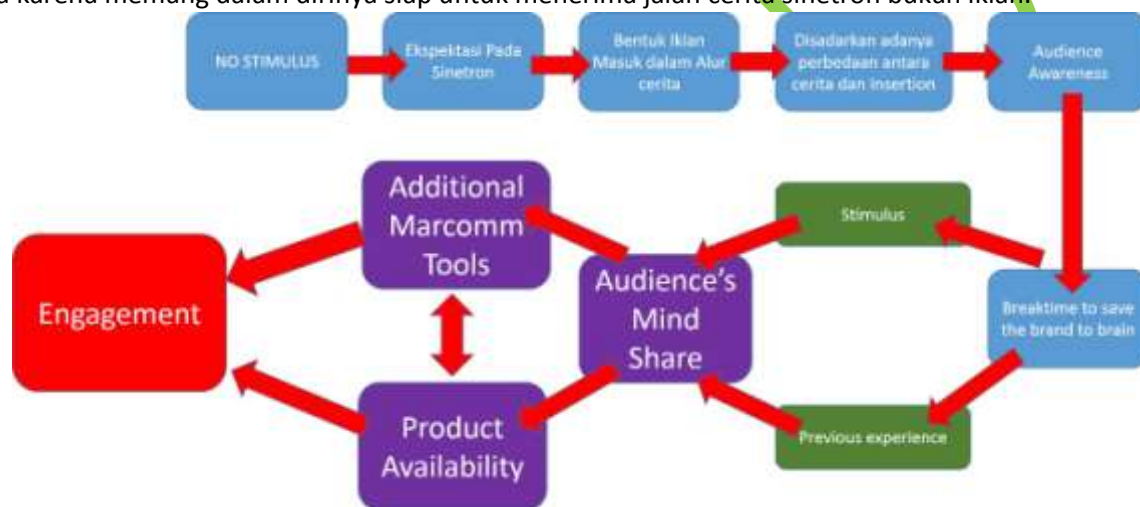 karena memang dalam dirinya siap untuk menerima jalan cerita sinetron bukan iklan.
NO STIMULUS
Ekspektasi Pada
Sinetron
Bentuk Iklan
Masuk dalam Alur
cerita
Disadarkan adanya
perbedaan antara
cerita dan Insertion
Audience
Awareness
Additional
Marcomm
Tools
Stimulus
Engagement
Audience's
Mind
Share
Breaktime to save
the brand to brain
Product
Availability
Previous experience